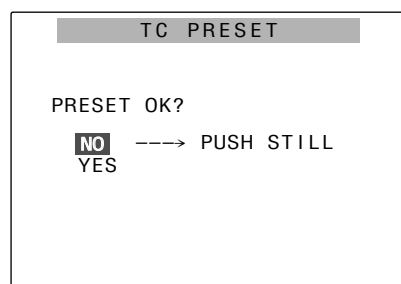 TC PRESET
PRESET OK?
NO ----→ PUSH STILL
YES